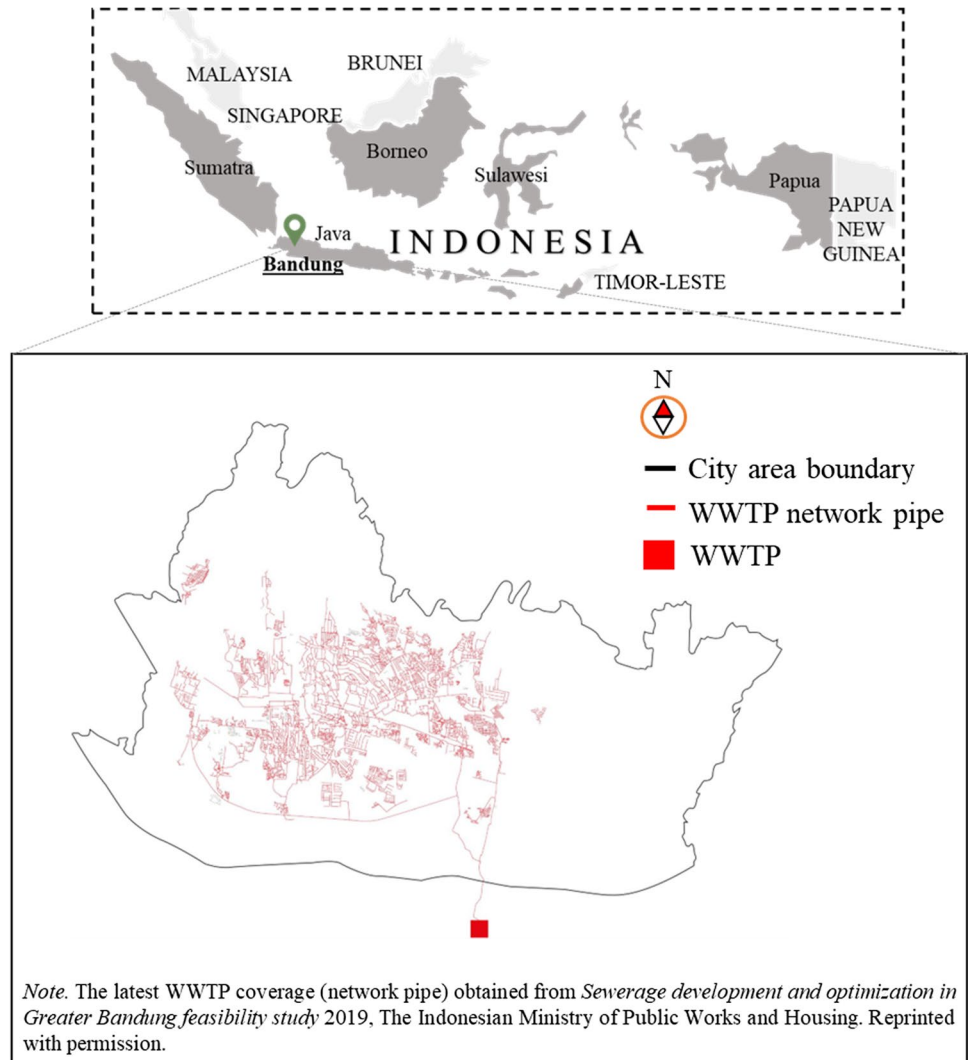 MALAYSIA
BRUNEI
SINGAPORE
Sumatra
Borneo
Sulawesi
Papua
PAPUA
NEW
GUINEA
Java
INDONESIA
Bandung
TIMOR-LESTE
N
City area boundary
WWTP network pipe
WWTP
Note. The latest WWTP coverage (network pipe) obtained from Sewerage development and optimization in
Greater Bandung feasibility study 2019, The Indonesian Ministry of Public Works and Housing. Reprinted
with permission.